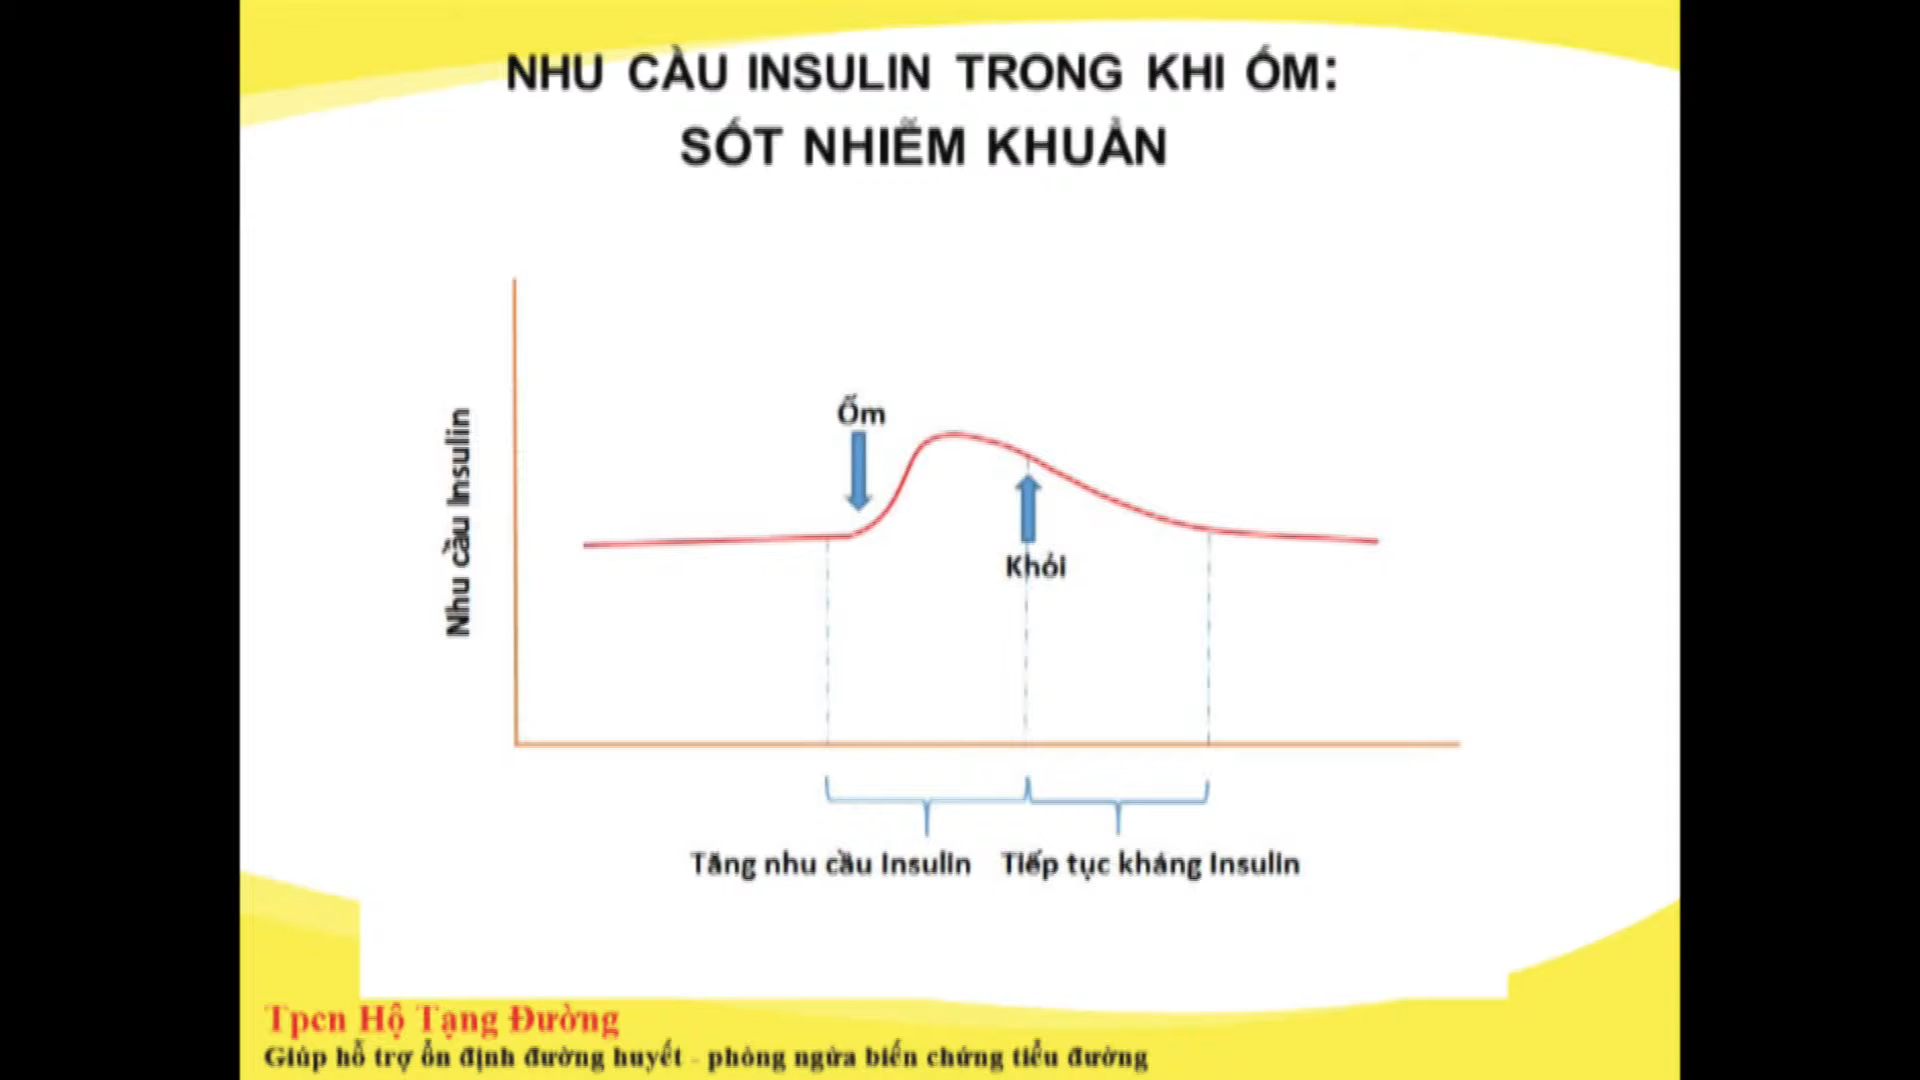 NHU CẦU INSULIN TRONG KHI ỐM:
SỐT NHIỄM KHUẨN
Ốm
Nhu cầu Insulin
Khỏi
Tăng nhu cầu Insulin
Tiếp tục kháng Insulin
Tpcn Hộ Tạng Đường
Giúp hỗ trợ ổn định đường huyết - phòng ngừa biến chứng tiểu đường